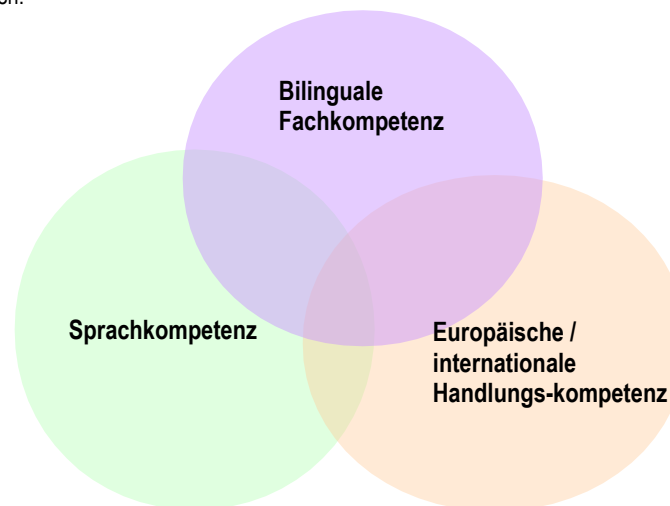 Bilinguale
Fachkompetenz
Sprachkompetenz
Europäische /
internationale
Handlungs-kompetenz